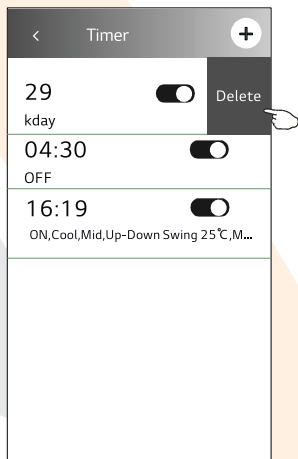 Timer
29
Delete
kday
04:30
OFF
16:19
ON,Cool,Mid,Up-Down Swing 25℃,M...